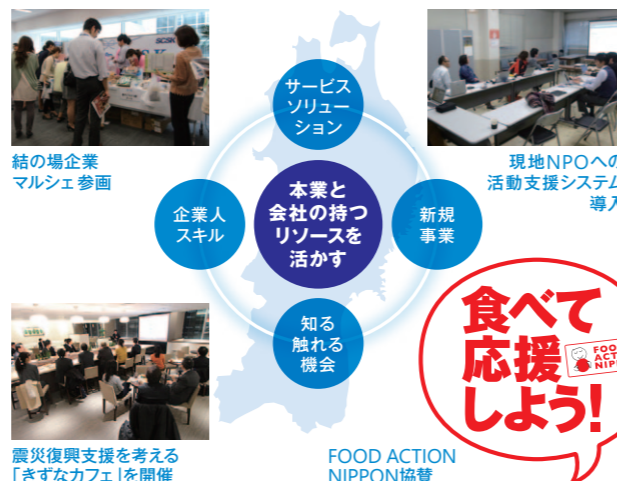 SCSK
結の場企業
マルシェ参画
サービス
ソリュー
ション
現地NPOへの
活動支援システム
導入
企業人
スキル
本業と
会社の持つ
リソースを
活かす
新規
事業
知る
触れる
機会
食べて
応援
しよう!
FOO
ACT
NIPP
震災復興支援を考える
「きずなカフェ」を開催
FOOD ACTION
NIPPON協賛